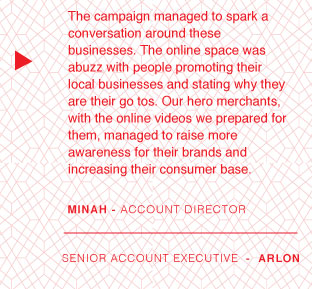 The campaign managed to spark a
conversation around these
businesses. The online space was
abuzz with people promoting their
local businesses and stating why they
are their go tos. Our hero merchants,
with the online videos we prepared for
them, managed to raise more
awareness for their brands and
increasing their consumer base.
MINAH - ACCOUNT DIRECTOR
SENIOR ACCOUNT EXECUTIVE - ARLON